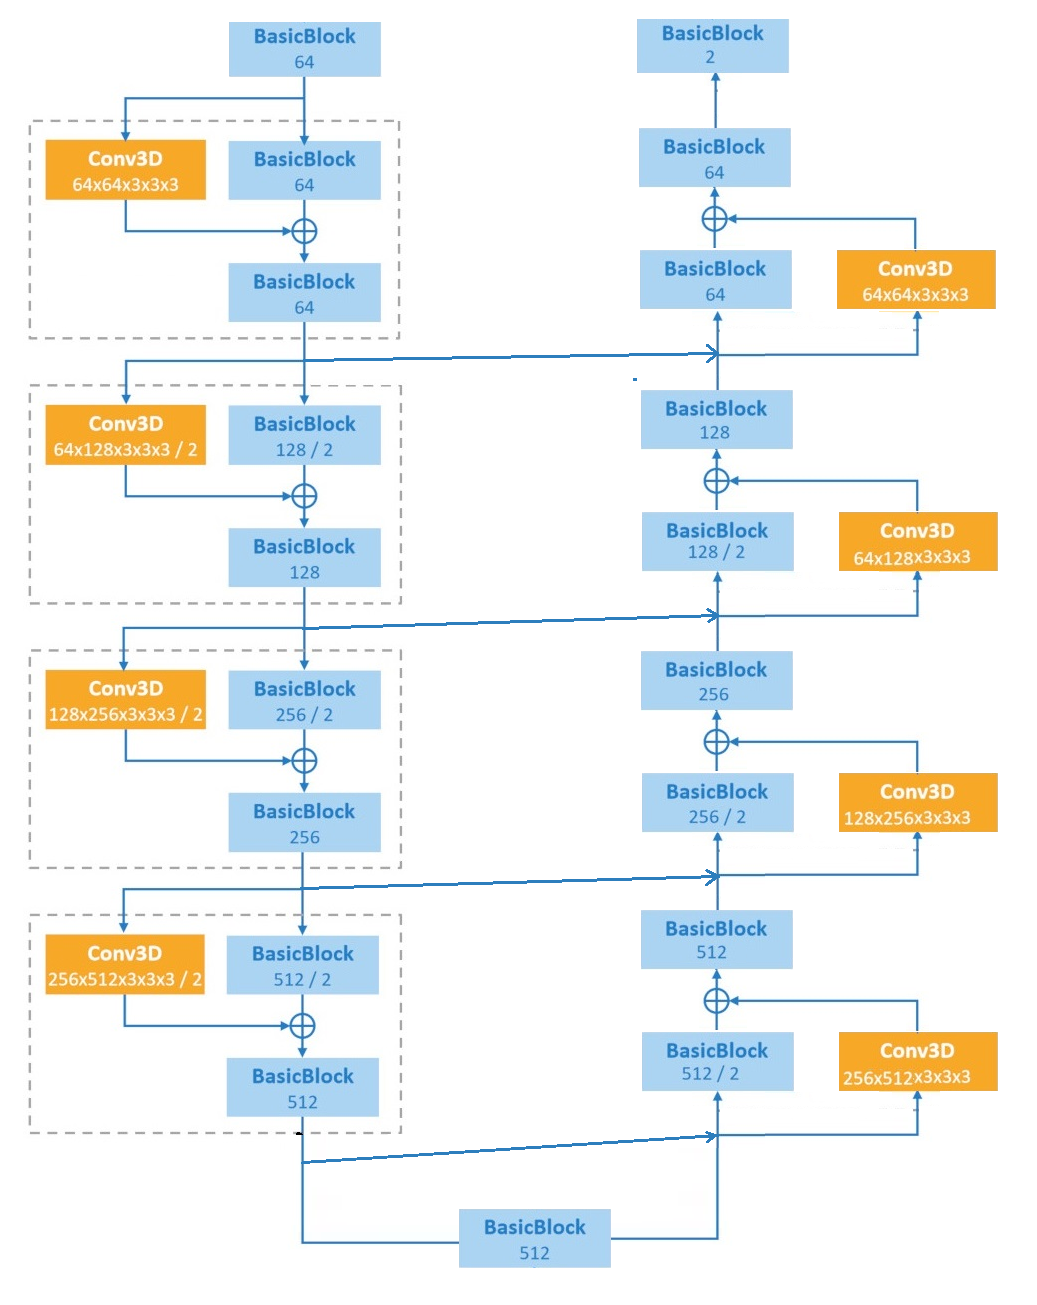 BasicBlock
64
Conv3D
64x64x3x3x3
BasicBlock
64
BasicBlock
64
Conv3D
64x128x3x3x3 / 2
BasicBlock
128 / 2
BasicBlock
128
Conv3D
128x256x3x3x3 / 2
BasicBlock
256 / 2
BasicBlock
256
Conv3D
256x512x3x3x3 / 2
BasicBlock
512 / 2
BasicBlock
512
BasicBlock
512
BasicBlock
2
BasicBlock
64
BasicBlock
64
Conv3D
64x64x3x3x3
BasicBlock
128
BasicBlock
128 / 2
Conv3D
64x128x3x3x3
BasicBlock
256
BasicBlock
256 / 2
Conv3D
128x256x3x3x3
BasicBlock
512
BasicBlock
512 / 2
Conv3D
256x512x3x3x3